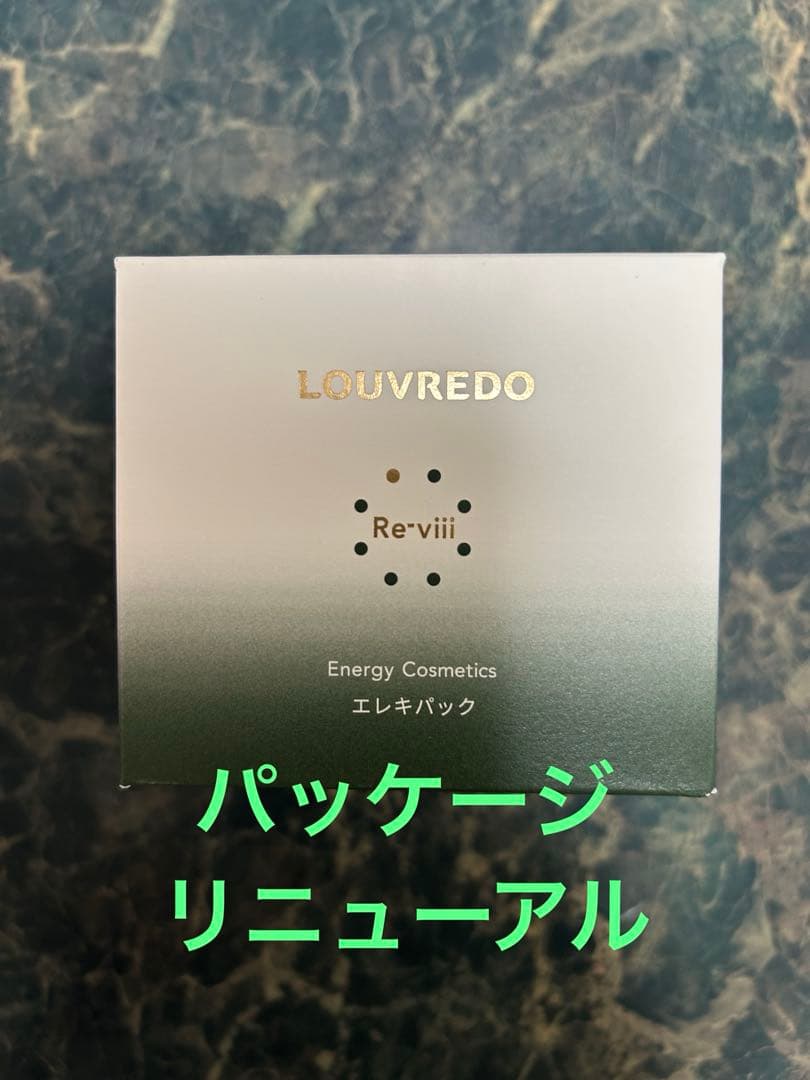 LOUVREDO
Re-viii
Energy Cosmetics
エレキパック
パッケージ
リニューアル